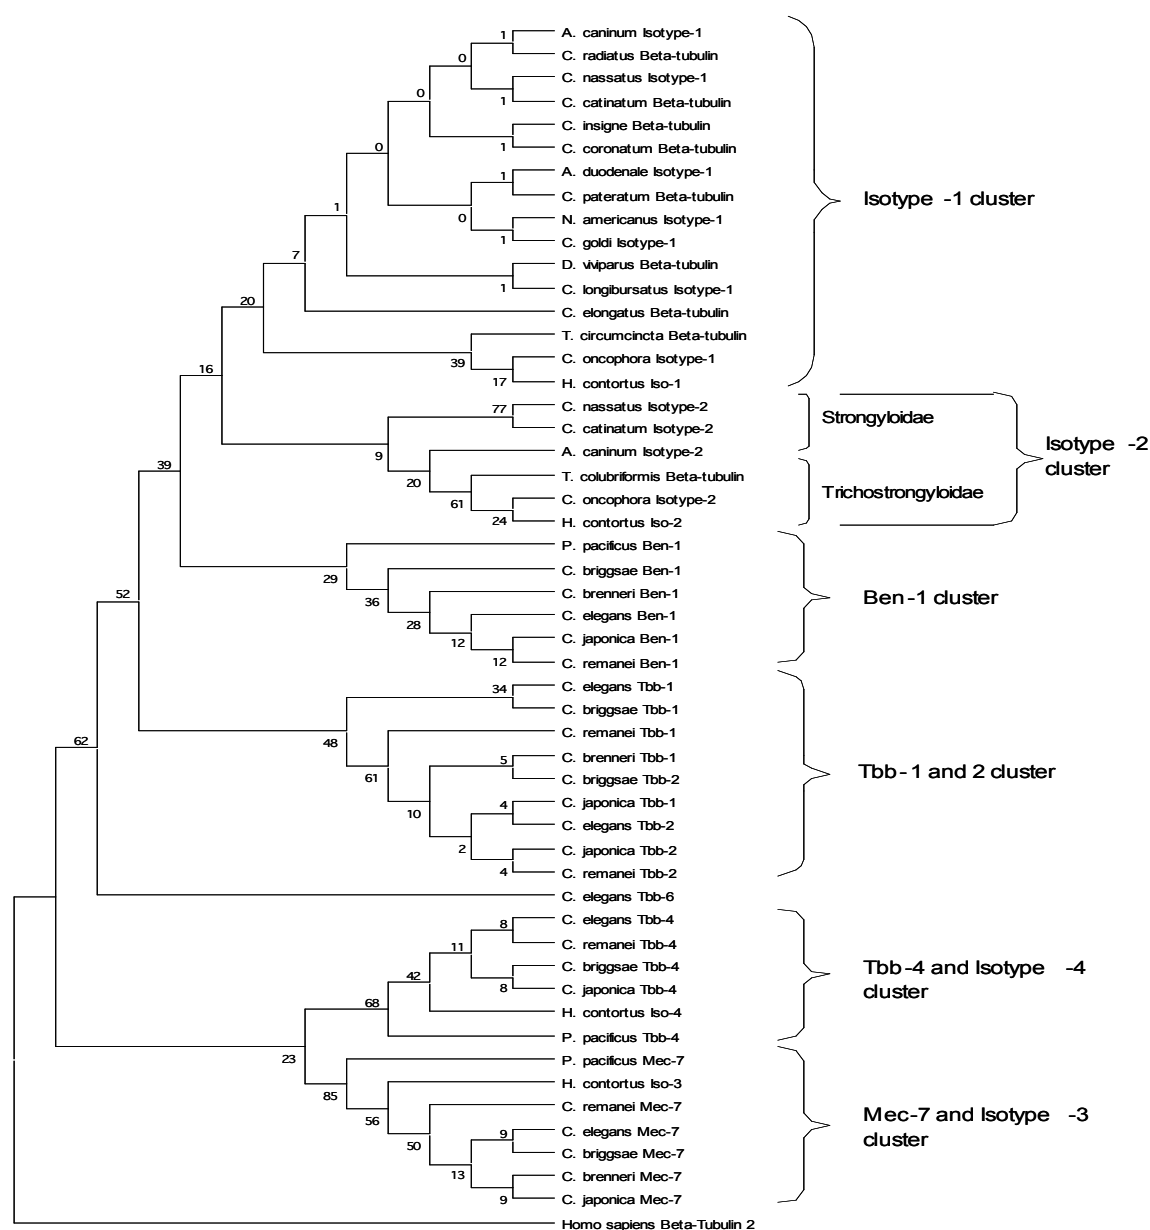 1 A. caninum Isotype-1
0 C. radiatus Beta-tubulin
0 C. nassatus Isotype-1
1 C. catinatum Beta-tubulin
C. insigne Beta-tubulin
0 1 C. coronatum Beta-tubulin
1 A. duodenale Isotype-1
C. pateratum Beta-tubulin
1 0 N. americanus Isotype-1
1 C. goldi Isotype-1
7 D. viviparus Beta-tubulin
1 C. longibursatus Isotype-1
20 C. elongatus Beta-tubulin
T. circumcincta Beta-tubulin
39 C. oncophora Isotype-1
16 17 H. contortus Iso-1
Isotype -1 cluster
77 C. nassatus Isotype-2
C. catinatum Isotype-2
9 A. caninum Isotype-2
39 20 T. colubriformis Beta-tubulin
61 C. oncophora Isotype-2
24 H. contortus Iso-2
Strongyloidae
Trichostrongyloidae
Isotype -2
cluster
P. pacificus Ben-1
29 C. briggsae Ben-1
52 36 C. brenneri Ben-1
28 C. elegans Ben-1
12 C. japonica Ben-1
12 C. remanei Ben-1
Ben-1 cluster
34 C. elegans Tbb-1
C. briggsae Tbb-1
62 48 C. remanei Tbb-1
5 C. brenneri Tbb-1
61 C. briggsae Tbb-2
4 C. japonica Tbb-1
10 C. elegans Tbb-2
2 C. japonica Tbb-2
4 C. remanei Tbb-2
Tbb-1 and 2 cluster
C. elegans Tbb-6
8 C. elegans Tbb-4
11 C. remanei Tbb-4
42 C. briggsae Tbb-4
8 C. japonica Tbb-4
68 H. contortus Iso-4
P. pacificus Tbb-4
Tbb-4 and Isotype -4
cluster
23 P. pacificus Mec-7
85 H. contortus Iso-3
56 C. remanei Mec-7
9 C. elegans Mec-7
50 C. briggsae Mec-7
13 C. brenneri Mec-7
9 C. japonica Mec-7
Mec-7 and Isotype -3
cluster
Homo sapiens Beta-Tubulin 2